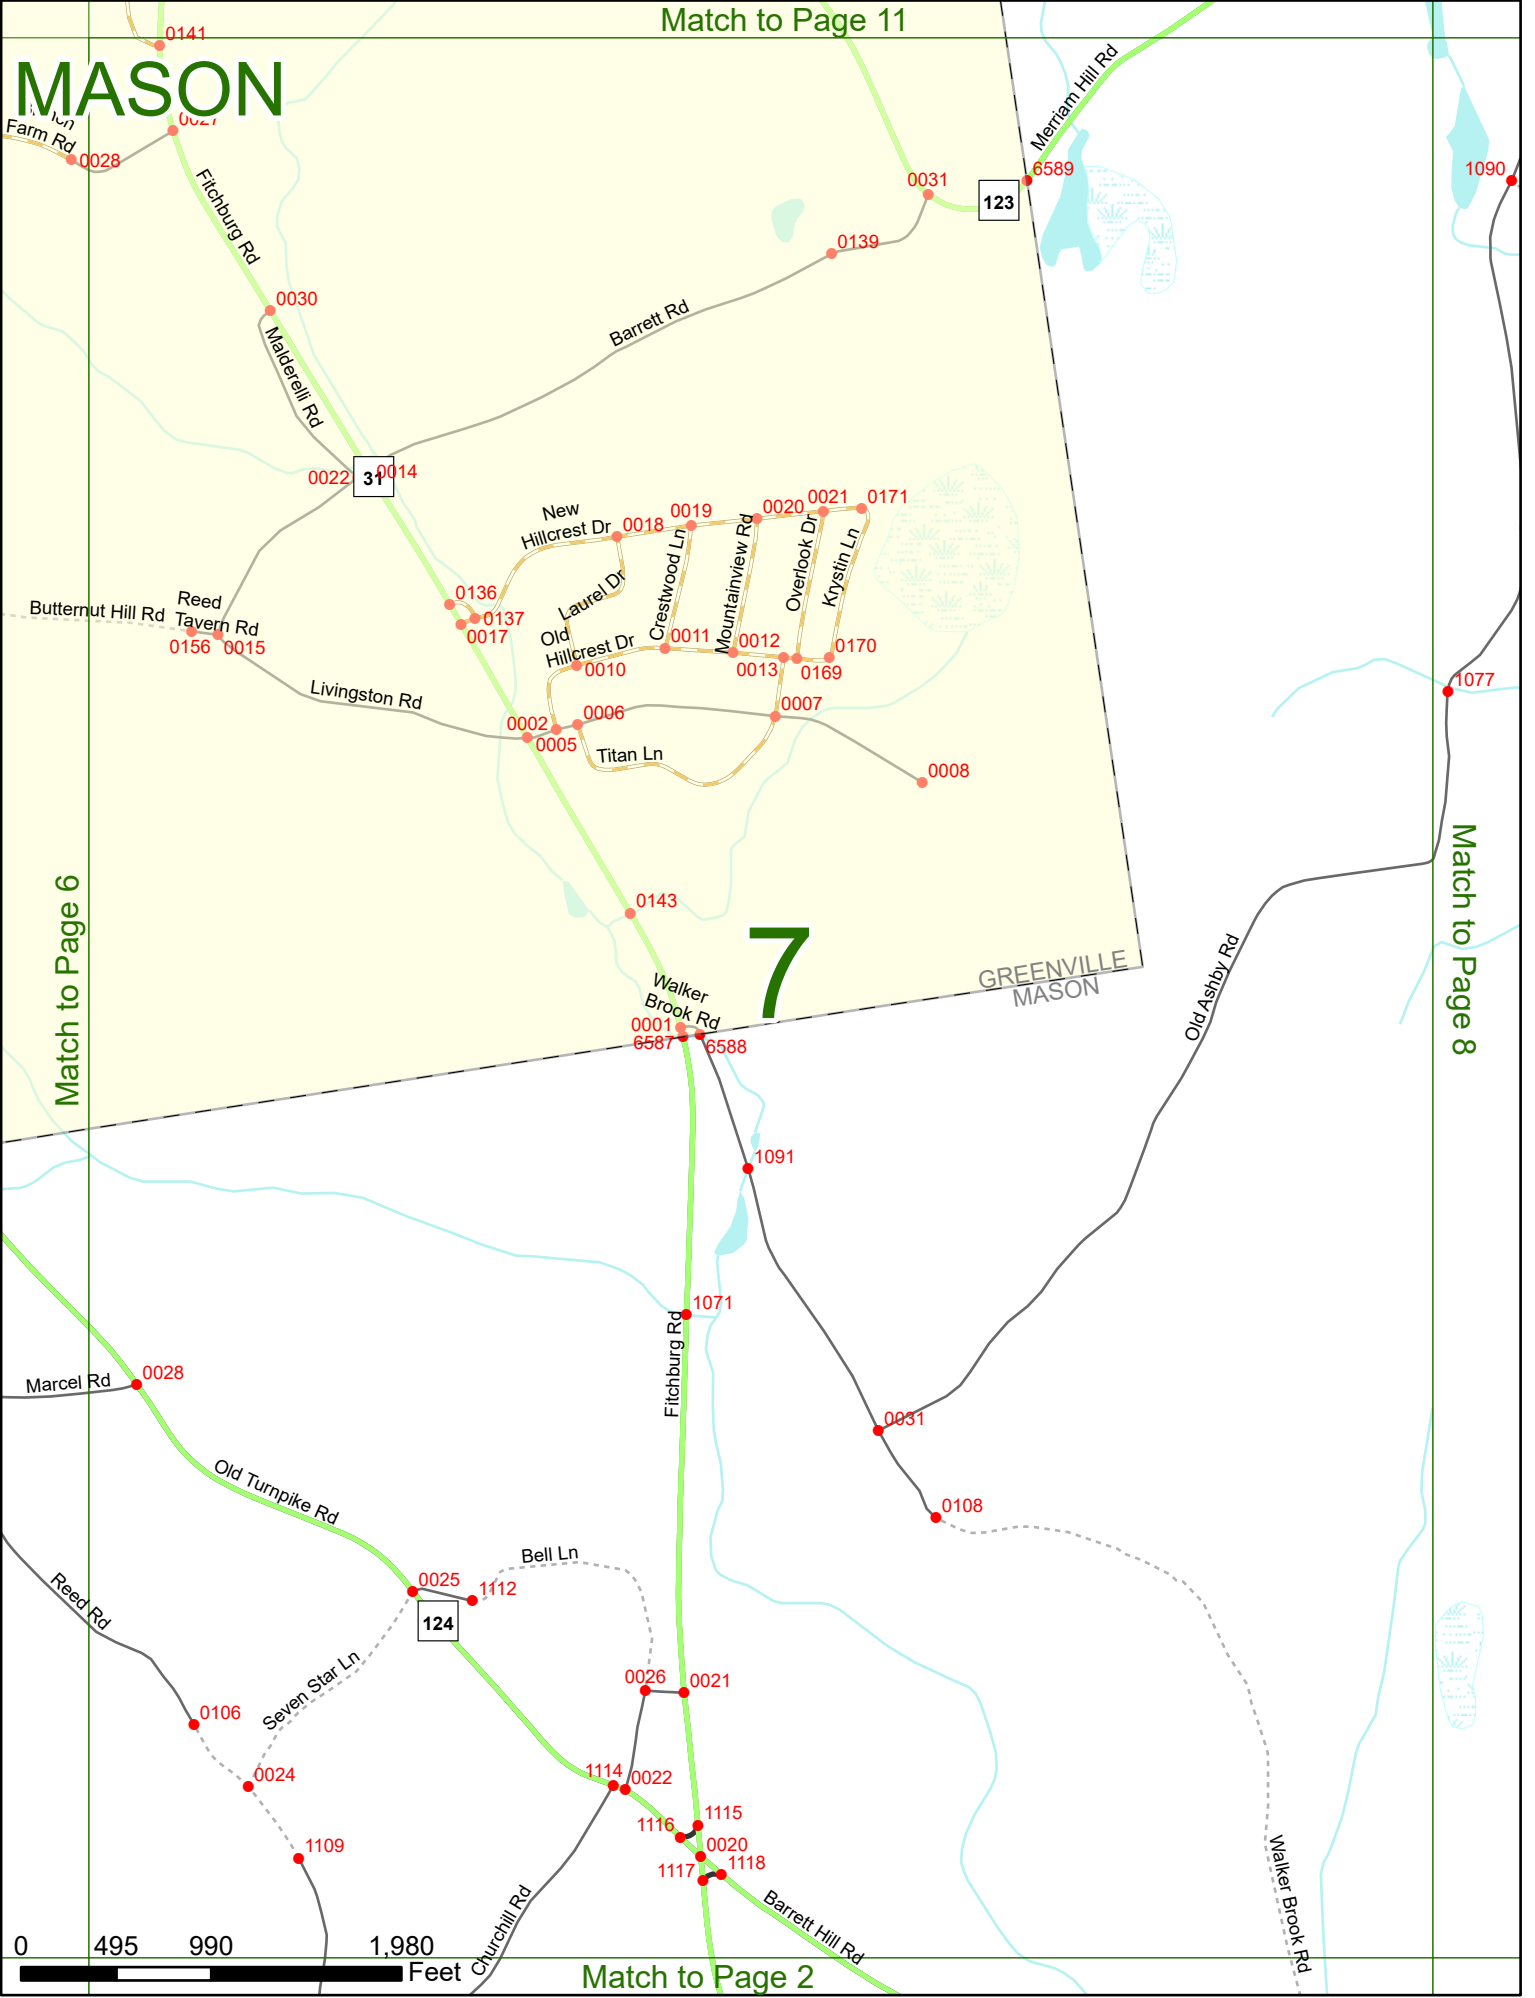 Match to Page 11
0141
MASON
0027
Farm Rd
0028
Merriam Hill Rd
6589
1090
0031
123
Fitchburg Rd
0139
0030
Barrett Rd
Malderelli Rd
0022
31
0014
0171
0021
0020
0019
New
Hillcrest Dr
0018
Crestwood Ln
Mountainview Rd
Overlook Dr
Krystin Ln
Laurel Dr
0136
0137
0017
Reed
Tavern Rd
Butternut Hill Rd
0156
0015
Old
Hillcrest Dr
0010
0011
0012
0013
0169
0170
1077
Livingston Rd
0002
0005
0006
0007
Titan Ln
0008
Match to Page 6
Match to Page 8
0143
7
GREENVILLE
MASON
Old Ashby Rd
Walker
Brook Rd
0001
6587
6588
1091
1071
Fitchburg Rd
Marcel Rd
0028
0031
Old Turnpike Rd
0108
Bell Ln
0025
1112
124
Reed Rd
Seven Star Ln
0026
0021
0106
0024
1114
0022
1115
1116
0020
1117
1118
1109
Walker Brook Rd
Churchill Rd
Barrett Hill Rd
0 495 990 1,980
Feet
Match to Page 2